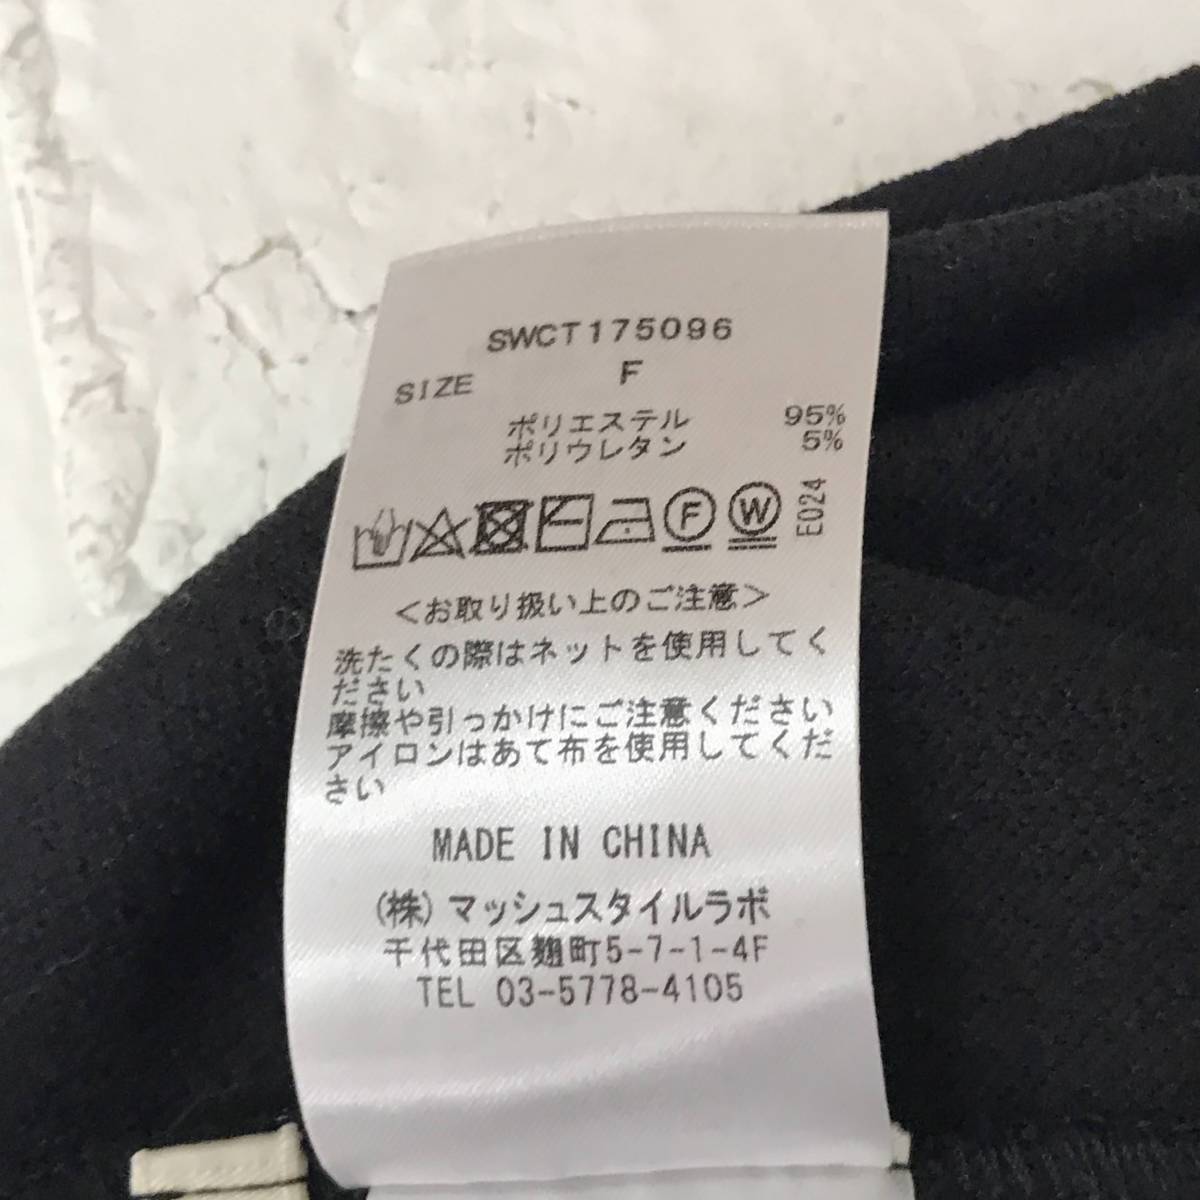 SWCT175096
SIZE F
ポリエステル 95%
ポリウレタン 5%
F W E024
＜お取り扱い上のご注意＞
洗たくの際はネットを使用してく
ださい
摩擦や引っかけにご注意ください
アイロンはあて布を使用してくだ
さい
MADE IN CHINA
(株)マッシュスタイルラボ
千代田区麹町5-7-1-4F
TEL 03-5778-4105